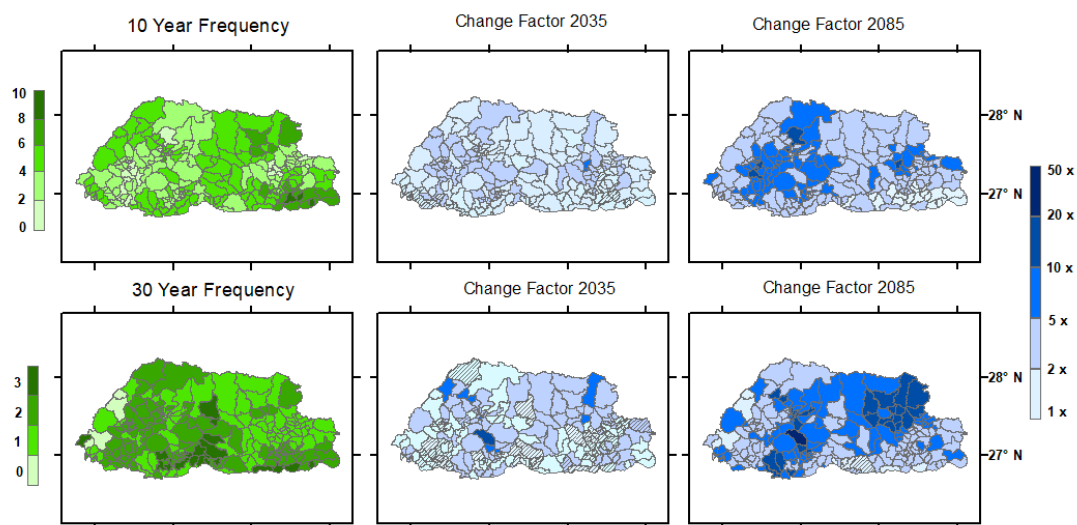 10 Year Frequency
Change Factor 2035
Change Factor 2085
10
8
6
4
2
0
28° N
27° N
50 x
20 x
10 x
5 x
2 x
1 x
30 Year Frequency
Change Factor 2035
Change Factor 2085
3
2
1
0
28° N
27° N